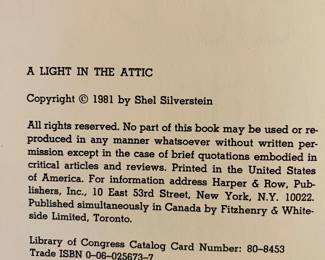 A LIGHT IN THE ATTIC
Copyright © 1981 by Shel Silverstein
All rights reserved. No part of this book may be used or re-
produced in any manner whatsoever without written per-
mission except in the case of brief quotations embodied in
critical articles and reviews. Printed in the United States
of America. For information address Harper & Row, Pub-
lishers, Inc., 10 East 53rd Street, New York, N.Y. 10022.
Published simultaneously in Canada by Fitzhenry & White-
side Limited, Toronto.
Library of Congress Catalog Card Number: 80-8453
Trade ISBN 0-06-025673-7